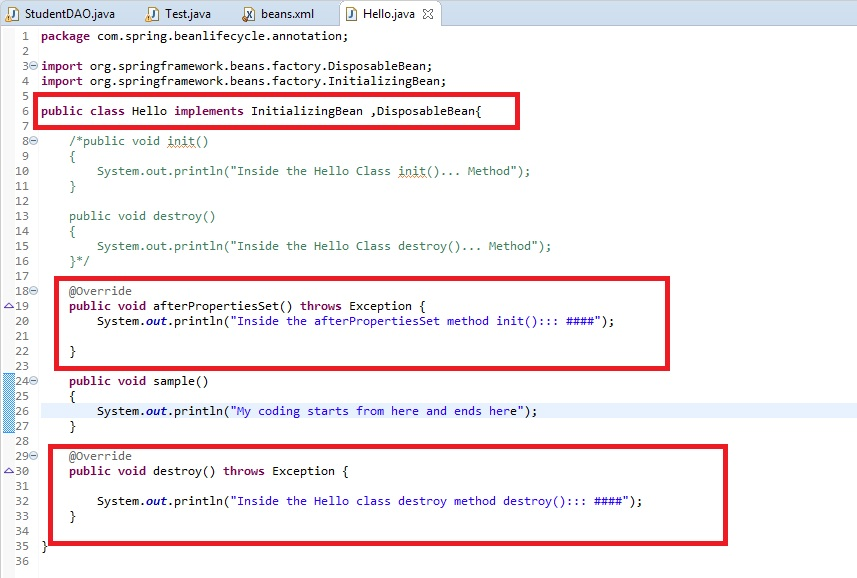 StudentDAO.java Test.java beans.xml Hello.java
1 package com.spring.beanlifecycle.annotation;
2
3 import org.springframework.beans.factory.DisposableBean;
4 import org.springframework.beans.factory.InitializingBean;
5
6 public class Hello implements InitializingBean ,DisposableBean{
7
8 /*public void init()
9 {
10 System.out.println("Inside the Hello Class init()... Method");
11 }
12
13 public void destroy()
14 {
15 System.out.println("Inside the Hello Class destroy()... Method");
16 }*/
17
18 @Override
19 public void afterPropertiesSet() throws Exception {
20 System.out.println("Inside the afterPropertiesSet method init()::: ####");
21
22 }
23
24 public void sample()
25 {
26 System.out.println("My coding starts from here and ends here");
27 }
28
29 @Override
30 public void destroy() throws Exception {
31
32 System.out.println("Inside the Hello class destroy method destroy()::: ####");
33 }
34
35 }
36